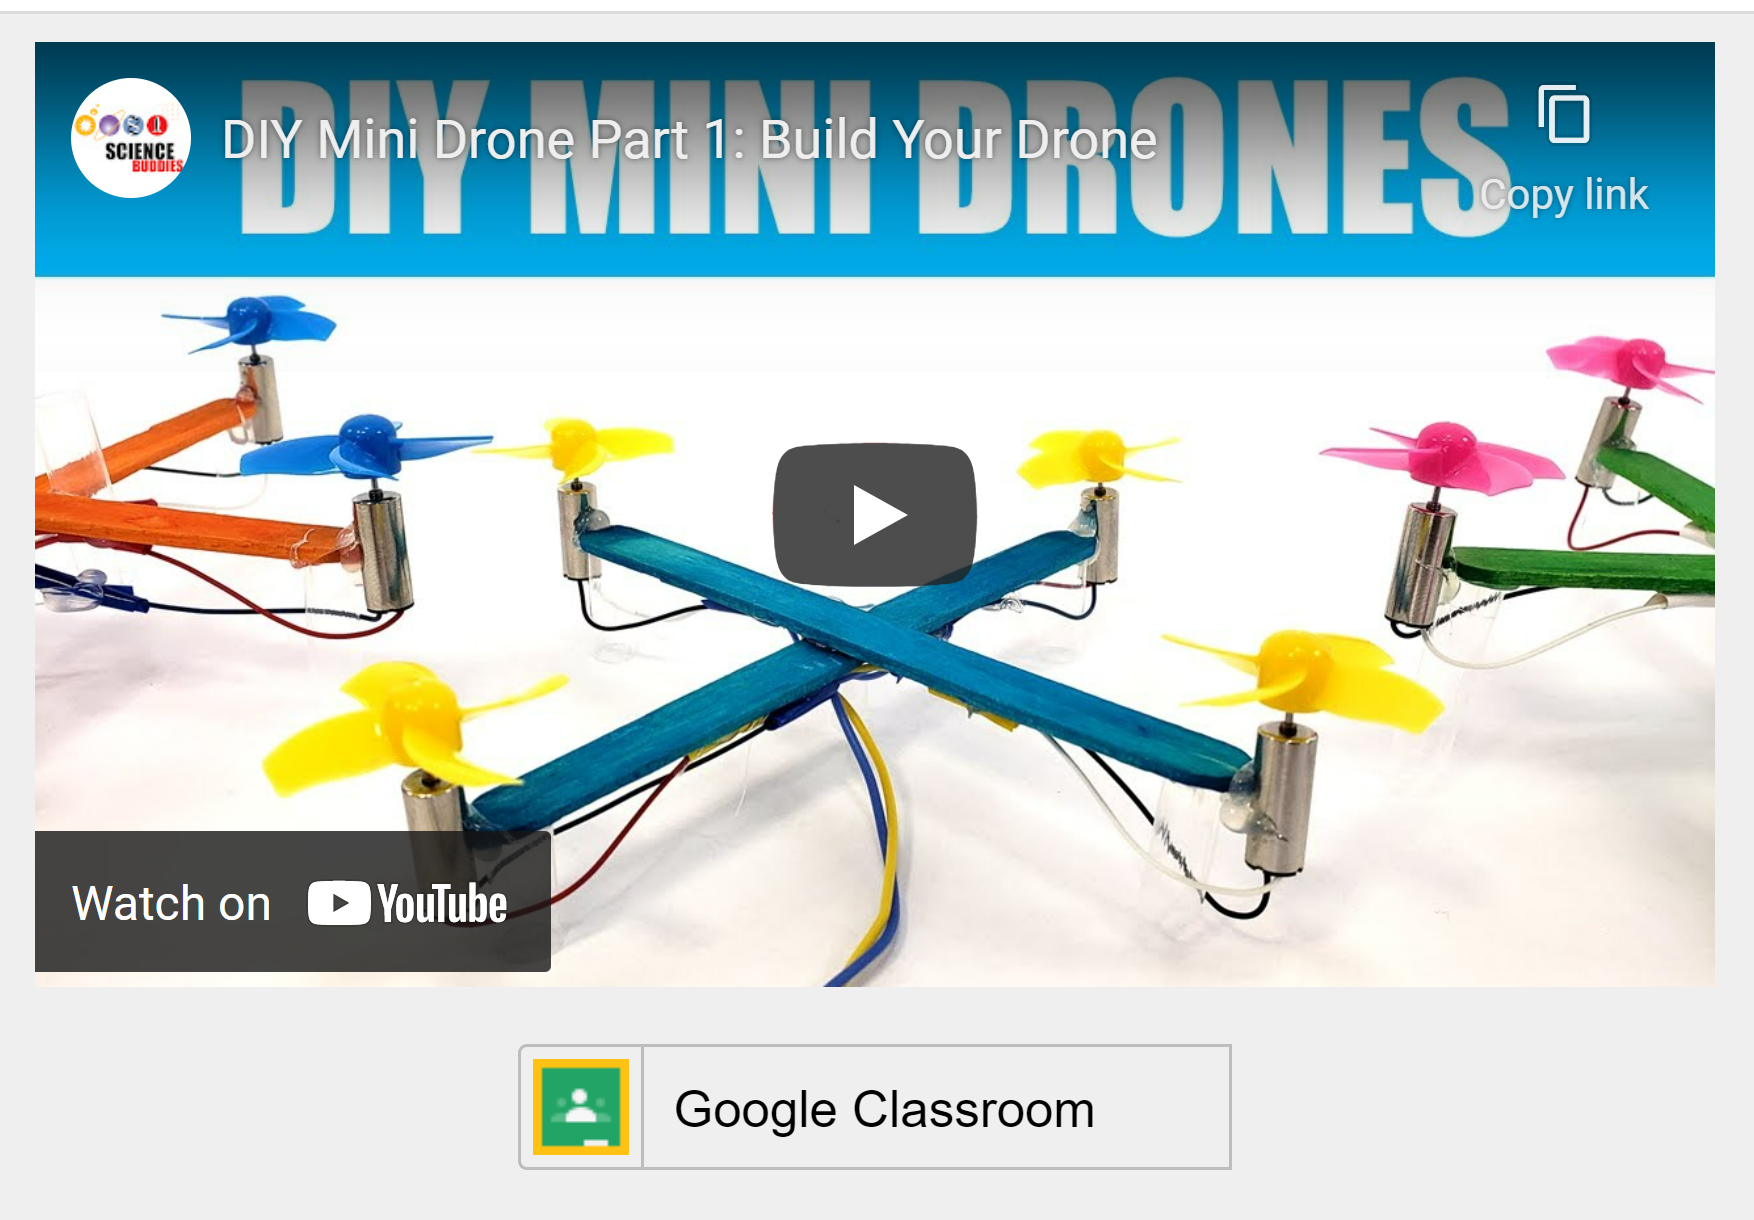 DIY MINI DRONES
SCIENCE
BUDDIES
DIY Mini Drone Part 1: Build Your Drone
Copy link
Watch on YouTube
Google Classroom